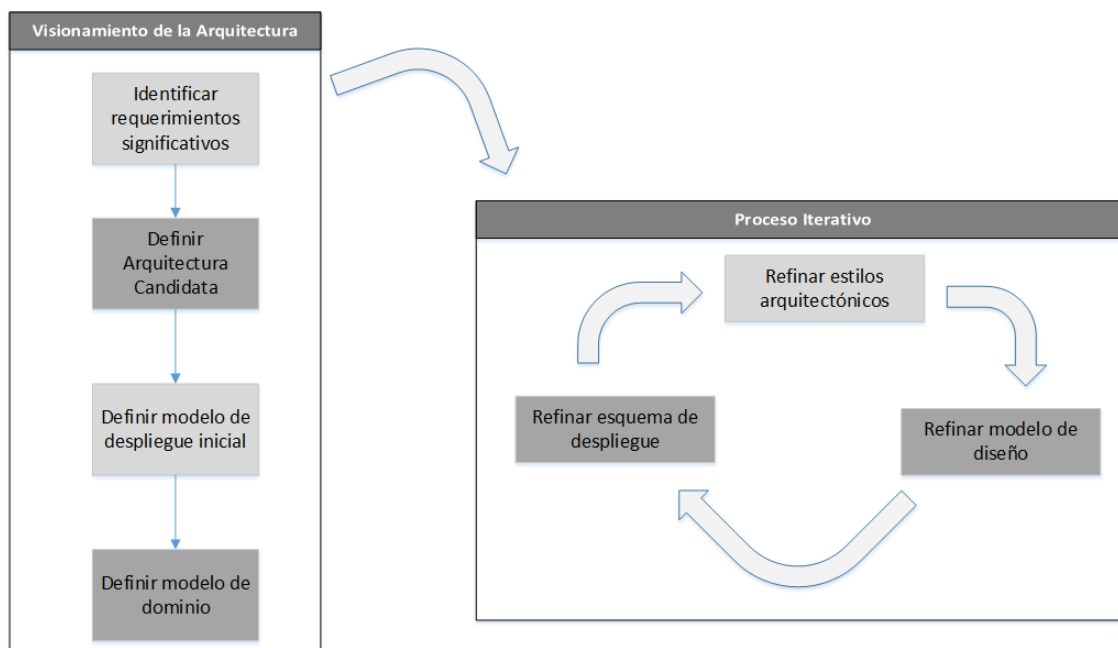 Visionamiento de la Arquitectura
Identificar
requerimientos
significativos
Definir
Arquitectura
Candidata
Definir modelo de
despliegue inicial
Definir modelo de
dominio
Proceso Iterativo
Refinar estilos
arquitectónicos
Refinar esquema de
despliegue
Refinar modelo de
diseño